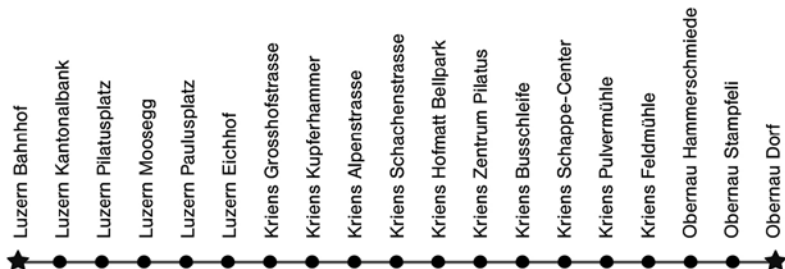 Luzern Bahnhof
Luzern Kantonalbank
Luzern Pilatusplatz
Luzern Moosegg
Luzern Paulusplatz
Luzern Eichhof
Kriens Grosshofstrasse
Kriens Kupferhammer
Kriens Alpenstrasse
Kriens Schachenstrasse
Kriens Hofmatt Bellpark
Kriens Zentrum Pilatus
Kriens Busschleife
Kriens Schappe-Center
Kriens Pulvermühle
Kriens Feldmühle
Obernau Hammerschmiede
Obernau Stampfeli
Obernau Dorf